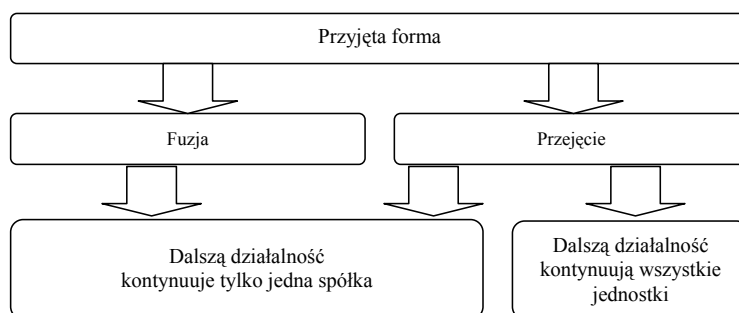 Przyjęta forma
Fuzja
Przejęcie
Dalszą działalność
kontynuuje tylko jedna spółka
Dalszą działalność
kontynuują wszystkie
jednostki